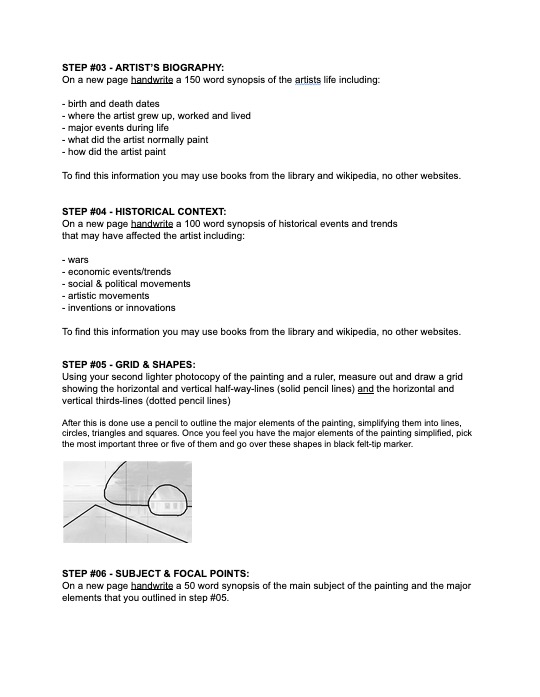 STEP #03 - ARTIST'S BIOGRAPHY:
On a new page handwrite a 150 word synopsis of the artists life including:
- birth and death dates
- where the artist grew up, worked and lived
- major events during life
- what did the artist normally paint
- how did the artist paint
To find this information you may use books from the library and wikipedia, no other websites.
STEP #04 - HISTORICAL CONTEXT:
On a new page handwrite a 100 word synopsis of historical events and trends
that may have affected the artist including:
- wars
- economic events/trends
- social & political movements
- artistic movements
- inventions or innovations
To find this information you may use books from the library and wikipedia, no other websites.
STEP #05 - GRID & SHAPES:
Using your second lighter photocopy of the painting and a ruler, measure out and draw a grid
showing the horizontal and vertical half-way-lines (solid pencil lines) and the horizontal and
vertical thirds-lines (dotted pencil lines)
After this is done use a pencil to outline the major elements of the painting, simplifying them into lines,
circles, triangles and squares. Once you feel you have the major elements of the painting simplified, pick
the most important three or five of them and go over these shapes in black felt-tip marker.
STEP #06 - SUBJECT & FOCAL POINTS:
On a new page handwrite a 50 word synopsis of the main subject of the painting and the major
elements that you outlined in step #05.